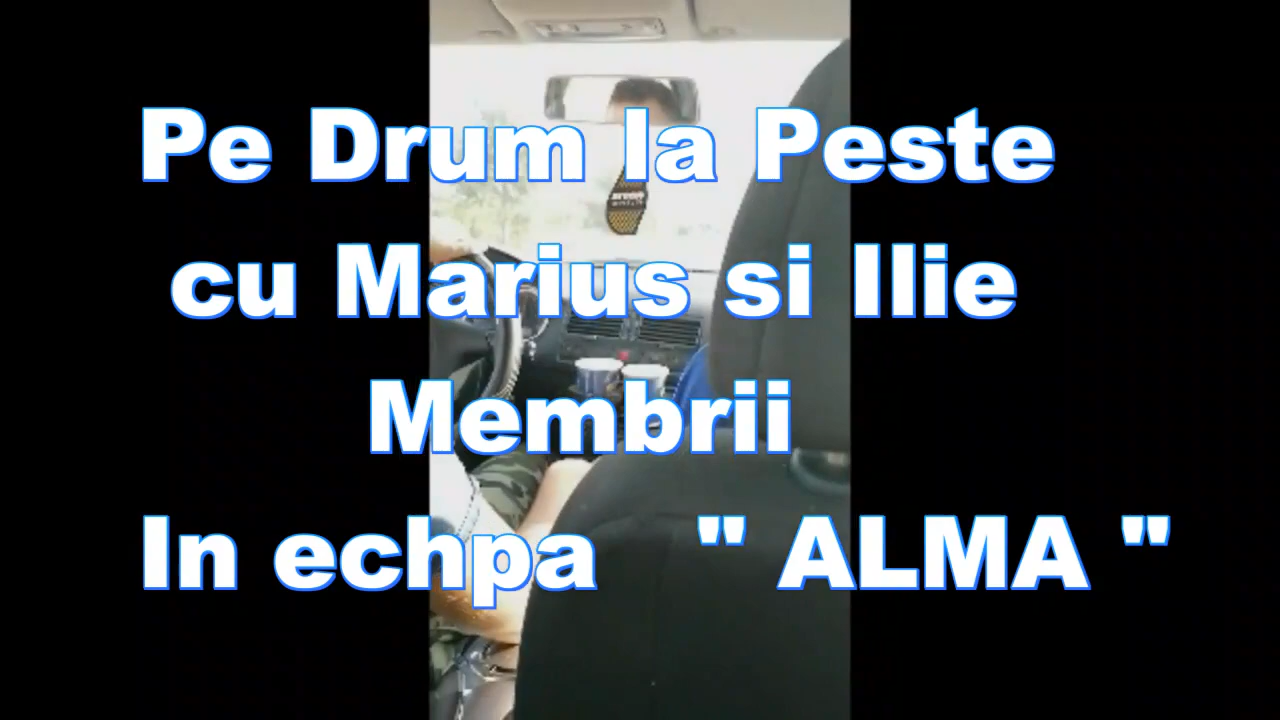 Pe Drum la Peste
cu Marius si Ilie
Membrii
In echpa " ALMA "